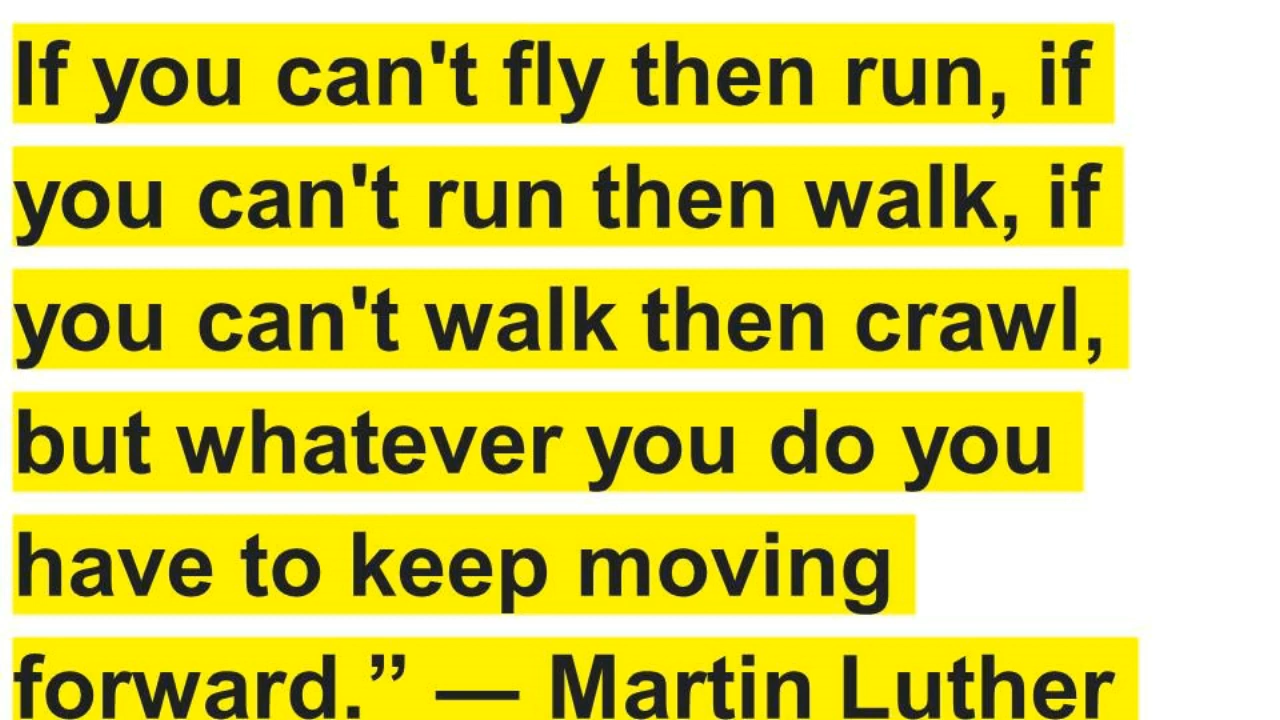 If you can't fly then run, if
you can't run then walk, if
you can't walk then crawl,
but whatever you do you
have to keep moving
forward.” — Martin Luther